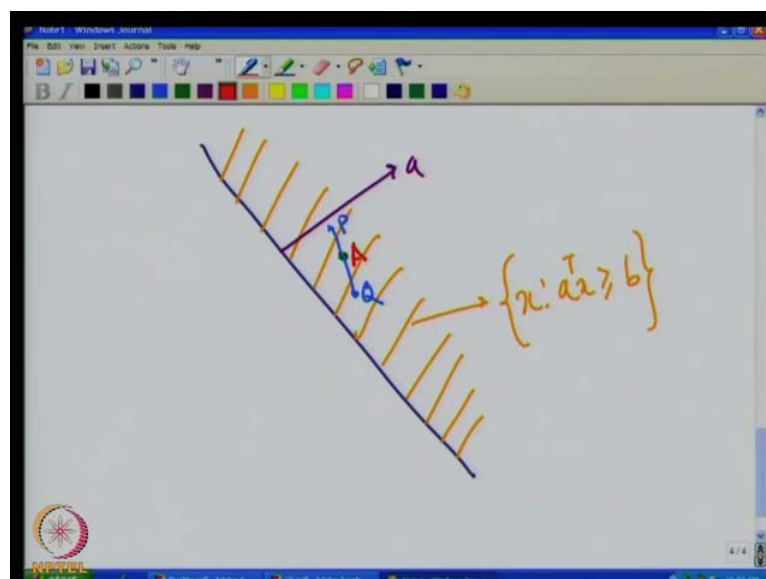 Note1 - Windows Journal
File Edit View Insert Actions Tools Help
B I
a
P
A
Q
{x: aᵀx ≥ b}
4/4
NPTEL